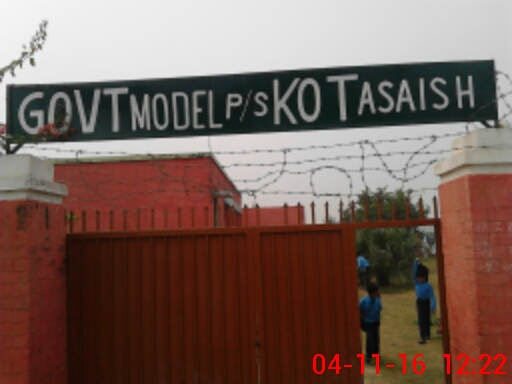 GOVT MODEL P/S KOT ASAISH
04-11-16 12:22